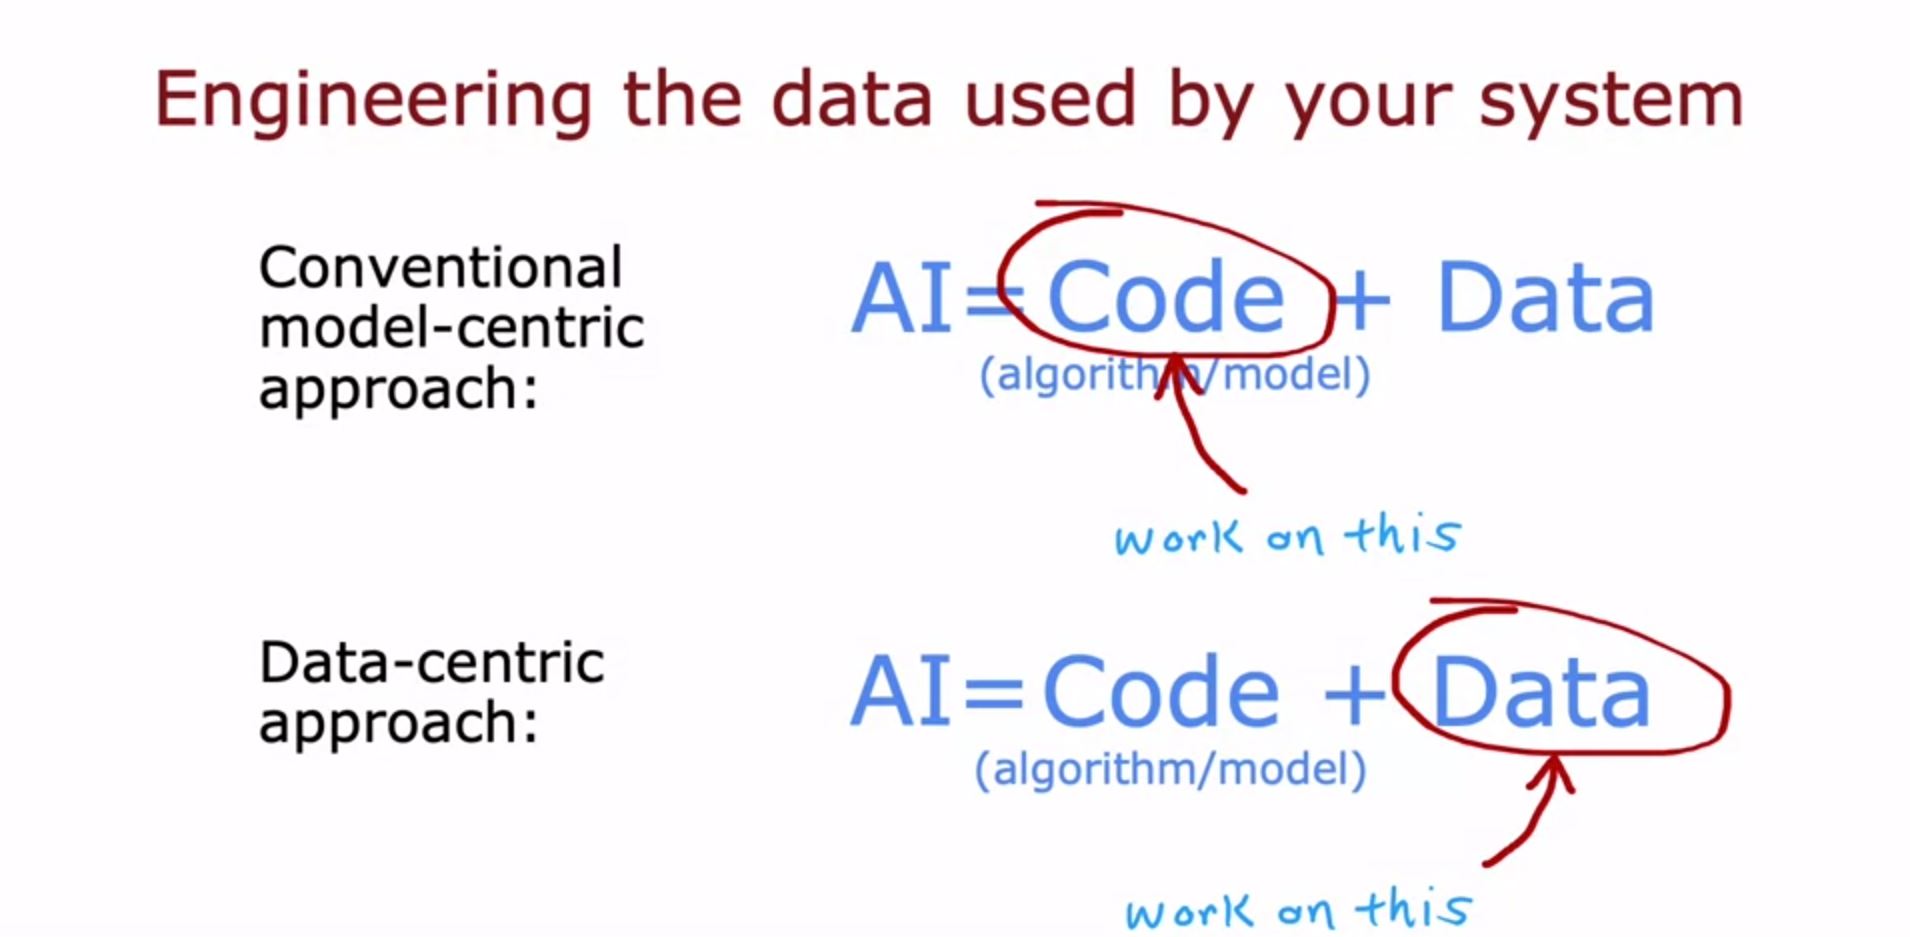 Engineering the data used by your system
Conventional
model-centric
approach:
AI= Code + Data
(algorithm/model)
work on this
Data-centric
approach:
AI= Code + Data
(algorithm/model)
work on this